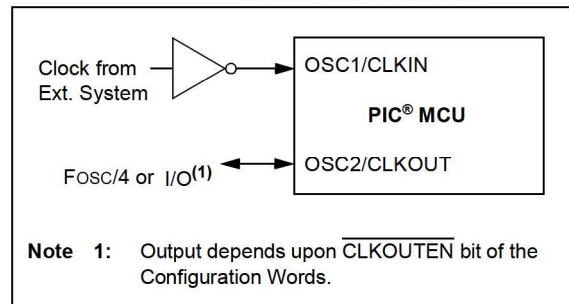 Clock from
Ext. System
OSC1/CLKIN
PIC® MCU
FOSC/4 or I/O(1)
OSC2/CLKOUT
Note 1: Output depends upon CLKOUTEN bit of the
Configuration Words.